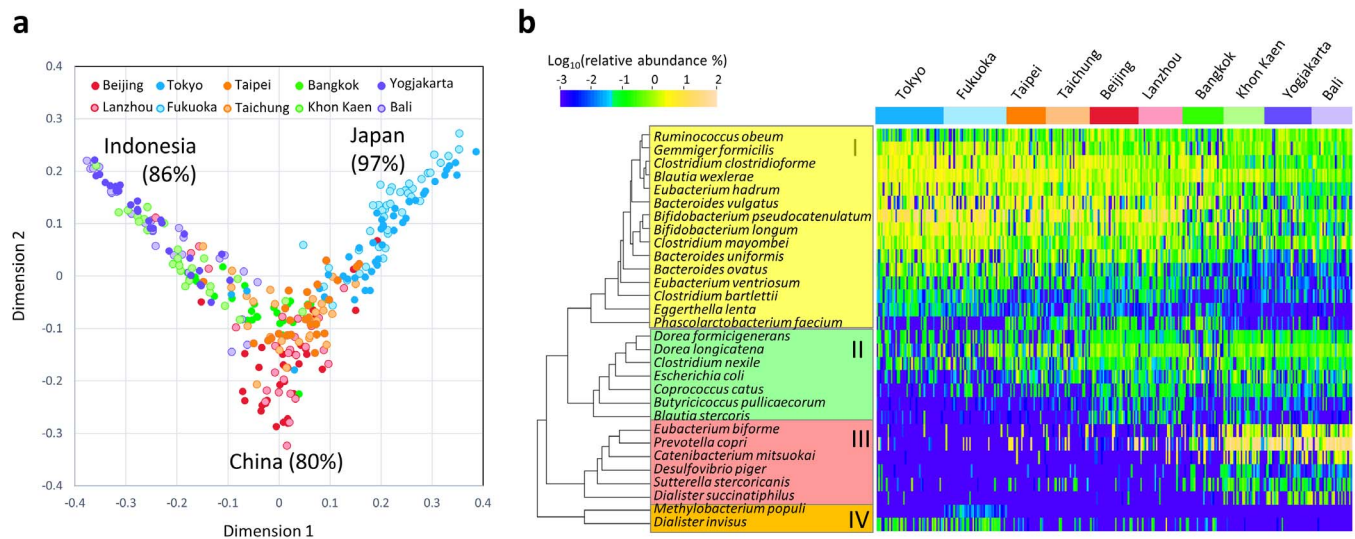 a
0.4
0.3
0.2
0.1
0
-0.1
-0.2
-0.3
0.4
Dimension 2
Beijing Tokyo Taipei Bangkok Yogjakarta
Lanzhou Fukuoka Taichung Khon Kaen Bali
Indonesia
(86%)
Japan
(97%)
China (80%)
-0.4 -0.3 -0.2 -0.1 0 0.1 0.2 0.3 0.4
Dimension 1
b
Log10(relative abundance %)
-3 -2 -1 0 1 2
Tokyo
Fukuoka
Taipei
Taichung
Beijing
Lanzhou
Bangkok
Khon Kaen
Yogjakarta
Bali
Ruminococcus obeum
Gemmiger formicilis
Clostridium clostridioforme
Blautia wexlerae
Eubacterium hadrum
Bacteroides vulgatus
Bifidobacterium pseudocatenulatum
Bifidobacterium longum
Clostridium mayombei
Bacteroides uniformis
Bacteroides ovatus
Eubacterium ventriosum
Clostridium bartlettii
Eggerthella lenta
Phascolarctobacterium faecium
I
Dorea formicigenerans
Dorea longicatena
Clostridium nexile
Escherichia coli
Coprococcus catus
Butyricicoccus pullicaecorum
Blautia stercoris
II
Eubacterium biforme
Prevotella copri
Catenibacterium mitsuokai
Desulfovibrio piger
Sutterella stercoricanis
Dialister succinatiphilus
III
Methylobacterium populi
Dialister invisus
IV